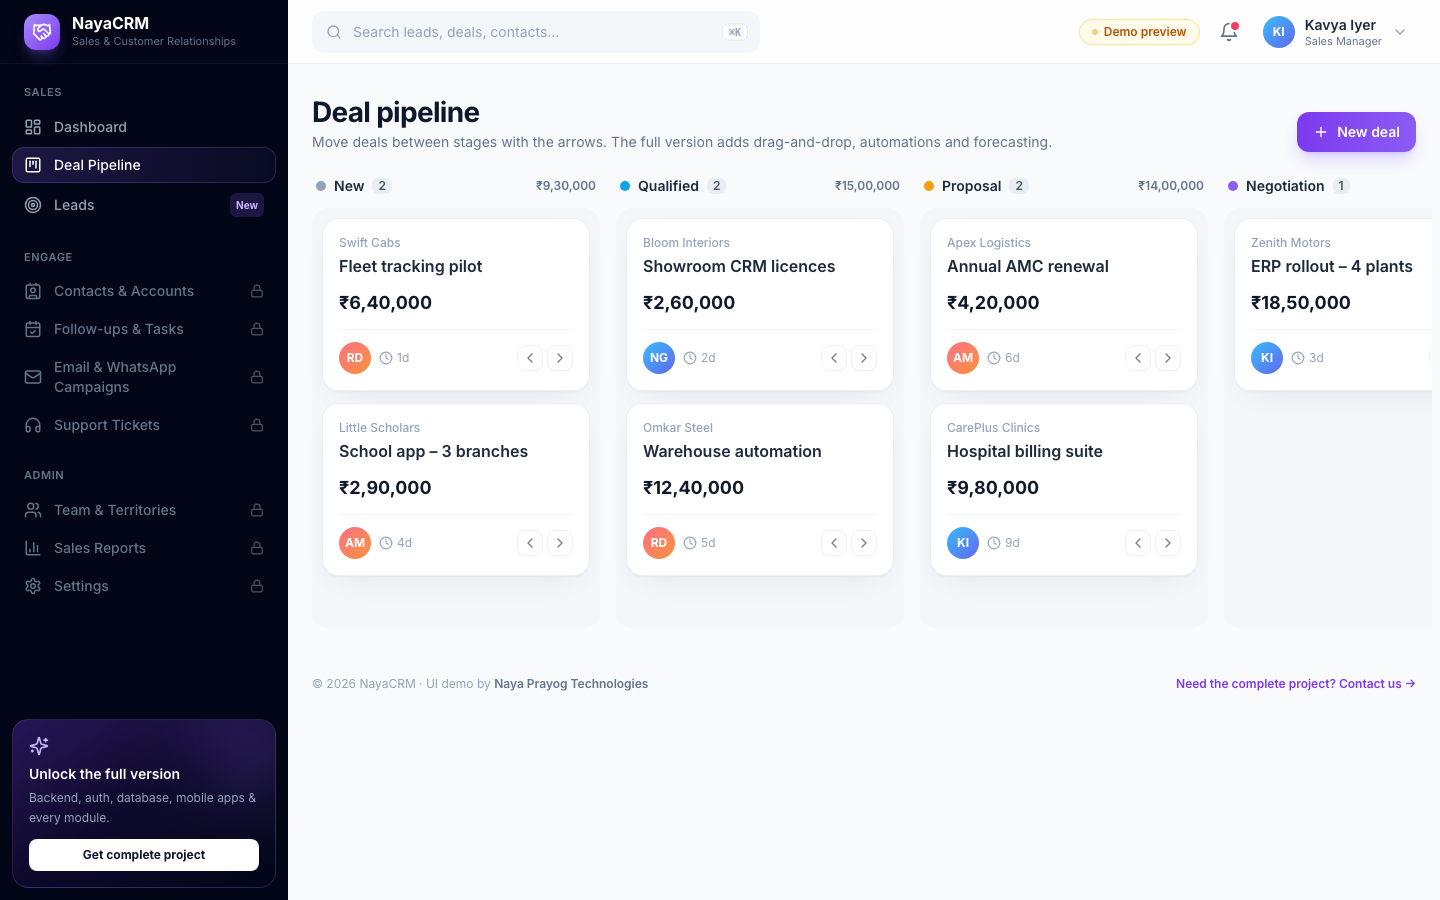 NayaCRM
Sales & Customer Relationships
SALES
Dashboard
Deal Pipeline
Leads
New
ENGAGE
Contacts & Accounts
Follow-ups & Tasks
Email & WhatsApp
Campaigns
Support Tickets
ADMIN
Team & Territories
Sales Reports
Settings
Unlock the full version
Backend, auth, database, mobile apps &
every module.
Get complete project
Search leads, deals, contacts...
⌘K
Demo preview
KI
Kavya Iyer
Sales Manager
Deal pipeline
Move deals between stages with the arrows. The full version adds drag-and-drop, automations and forecasting.
New deal
New 2 ₹9,30,000
Swift Cabs
Fleet tracking pilot
₹6,40,000
RD 1d
Little Scholars
School app – 3 branches
₹2,90,000
AM 4d
Qualified 2 ₹15,00,000
Bloom Interiors
Showroom CRM licences
₹2,60,000
NG 2d
Omkar Steel
Warehouse automation
₹12,40,000
RD 5d
Proposal 2 ₹14,00,000
Apex Logistics
Annual AMC renewal
₹4,20,000
AM 6d
CarePlus Clinics
Hospital billing suite
₹9,80,000
KI 9d
Negotiation 1
Zenith Motors
ERP rollout – 4 plants
₹18,50,000
KI 3d
© 2026 NayaCRM · UI demo by Naya Prayog Technologies
Need the complete project? Contact us →